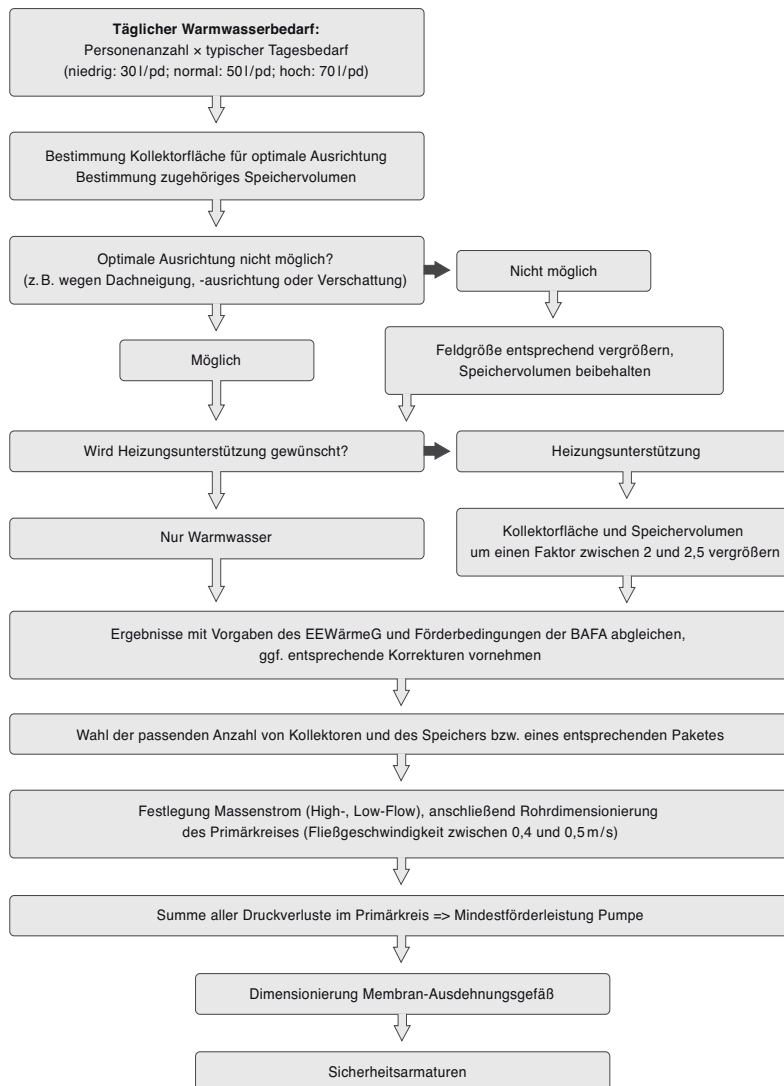 Täglicher Warmwasserbedarf:
Personenanzahl × typischer Tagesbedarf
(niedrig: 30 l/pd; normal: 50 l/pd; hoch: 70 l/pd)
Bestimmung Kollektorfläche für optimale Ausrichtung
Bestimmung zugehöriges Speichervolumen
Optimale Ausrichtung nicht möglich?
(z. B. wegen Dachneigung, -ausrichtung oder Verschattung)
Nicht möglich
Möglich
Feldgröße entsprechend vergrößern,
Speichervolumen beibehalten
Wird Heizungsunterstützung gewünscht?
Heizungsunterstützung
Nur Warmwasser
Kollektorfläche und Speichervolumen
um einen Faktor zwischen 2 und 2,5 vergrößern
Ergebnisse mit Vorgaben des EEWärmeG und Förderbedingungen der BAFA abgleichen,
ggf. entsprechende Korrekturen vornehmen
Wahl der passenden Anzahl von Kollektoren und des Speichers bzw. eines entsprechenden Paketes
Festlegung Massenstrom (High-, Low-Flow), anschließend Rohrdimensionierung
des Primärkreises (Fließgeschwindigkeit zwischen 0,4 und 0,5 m/s)
Summe aller Druckverluste im Primärkreis => Mindestförderleistung Pumpe
Dimensionierung Membran-Ausdehnungsgefäß
Sicherheitsarmaturen